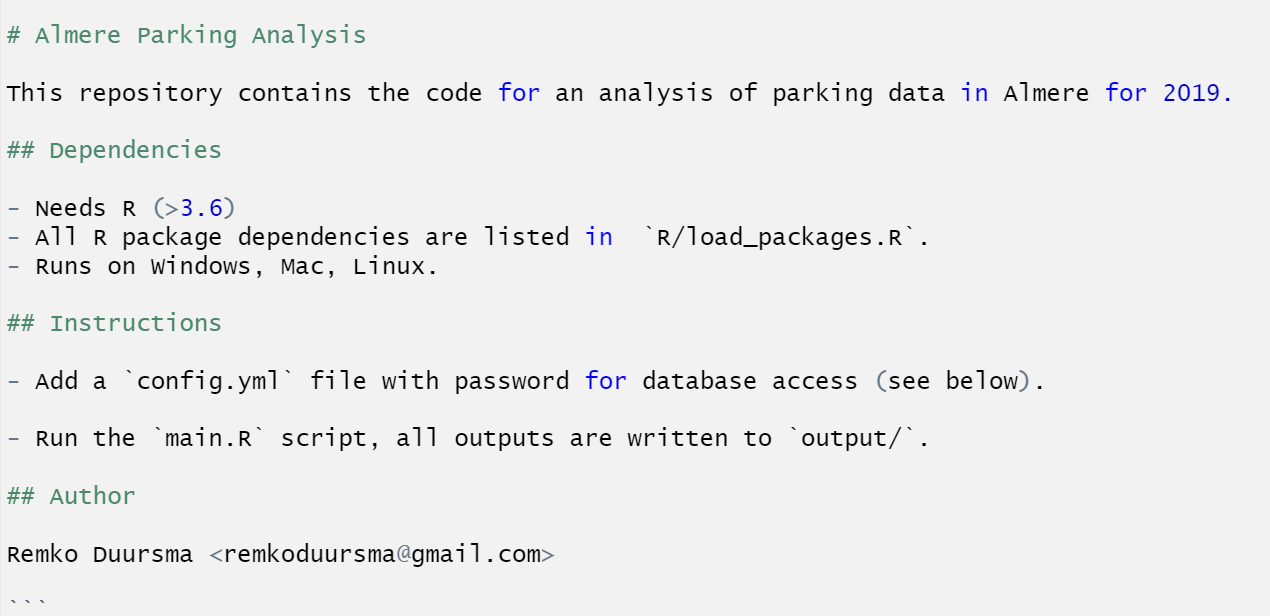 # Almere Parking Analysis
This repository contains the code for an analysis of parking data in Almere for 2019.
## Dependencies
- Needs R (>3.6)
- All R package dependencies are listed in  `R/load_packages.R`.
- Runs on Windows, Mac, Linux.
## Instructions
- Add a `config.yml` file with password for database access (see below).
- Run the `main.R` script, all outputs are written to `output/`.
## Author
Remko Duursma <remkoduursma@gmail.com>
```